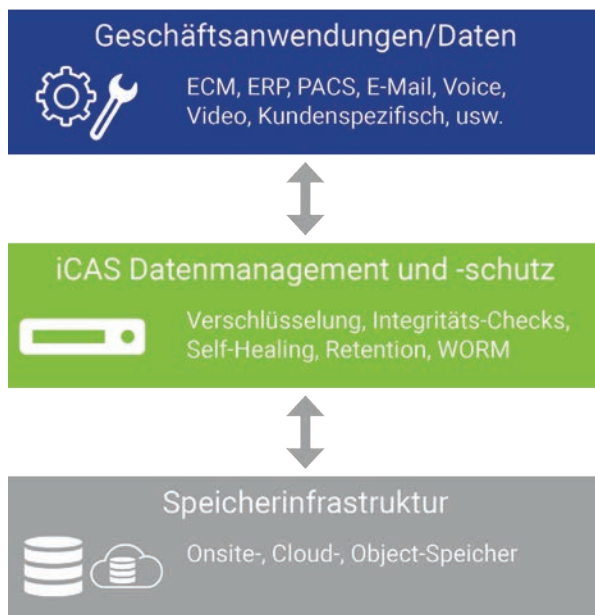 Geschäftsanwendungen/Daten
ECM, ERP, PACS, E-Mail, Voice,
Video, Kundenspezifisch, usw.
iCAS Datenmanagement und -schutz
Verschlüsselung, Integritäts-Checks,
Self-Healing, Retention, WORM
Speicherinfrastruktur
Onsite-, Cloud-, Object-Speicher